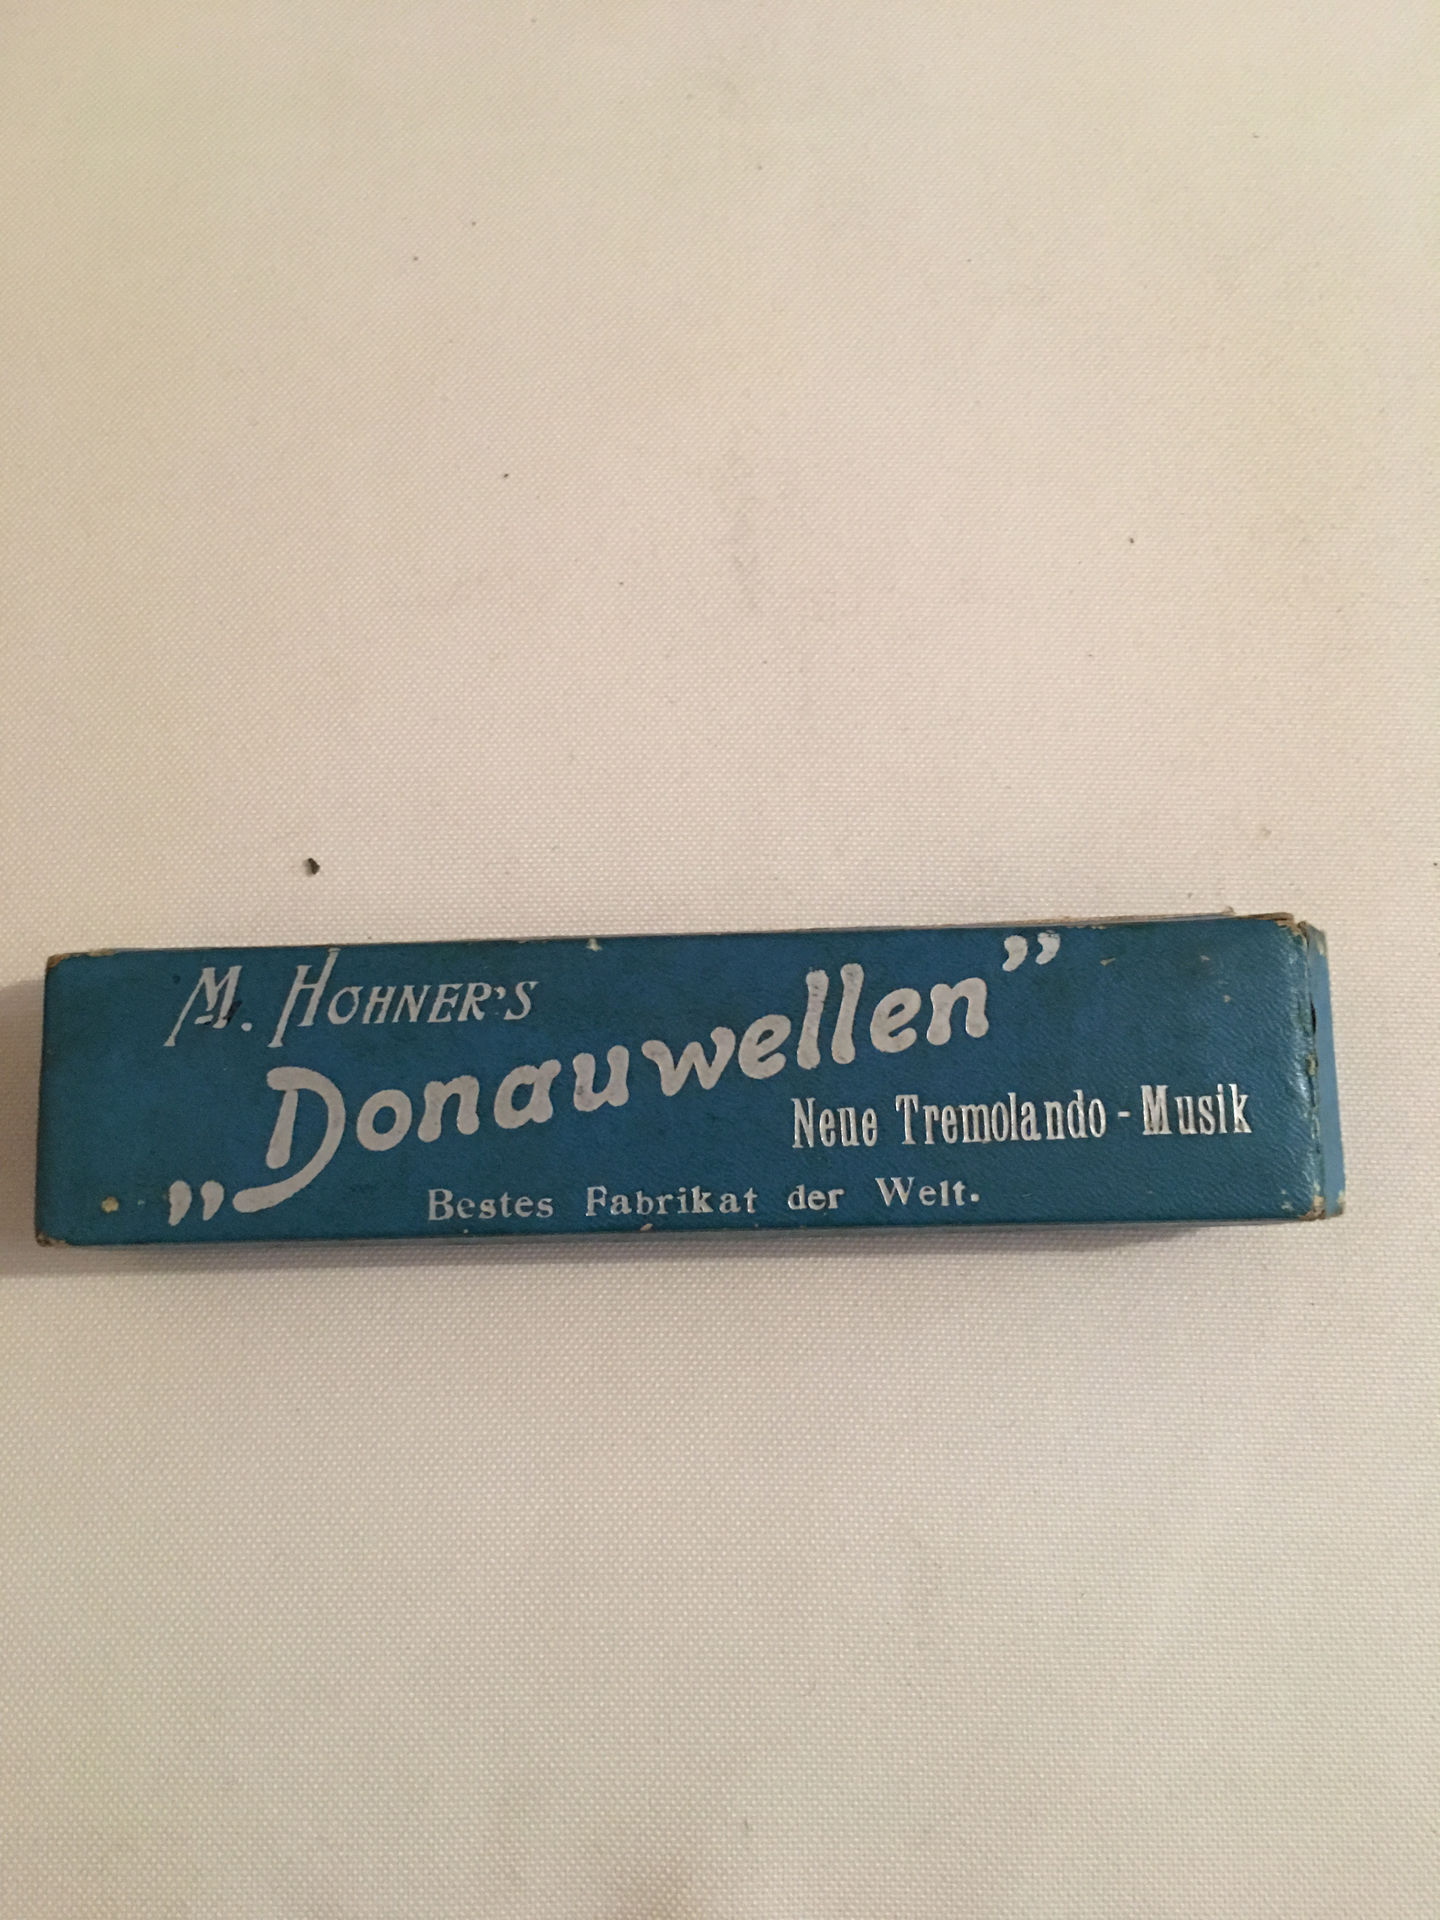 M. HOHNER'S
„Donauwellen”
Neue Tremolando-Musik
Bestes Fabrikat der Welt.